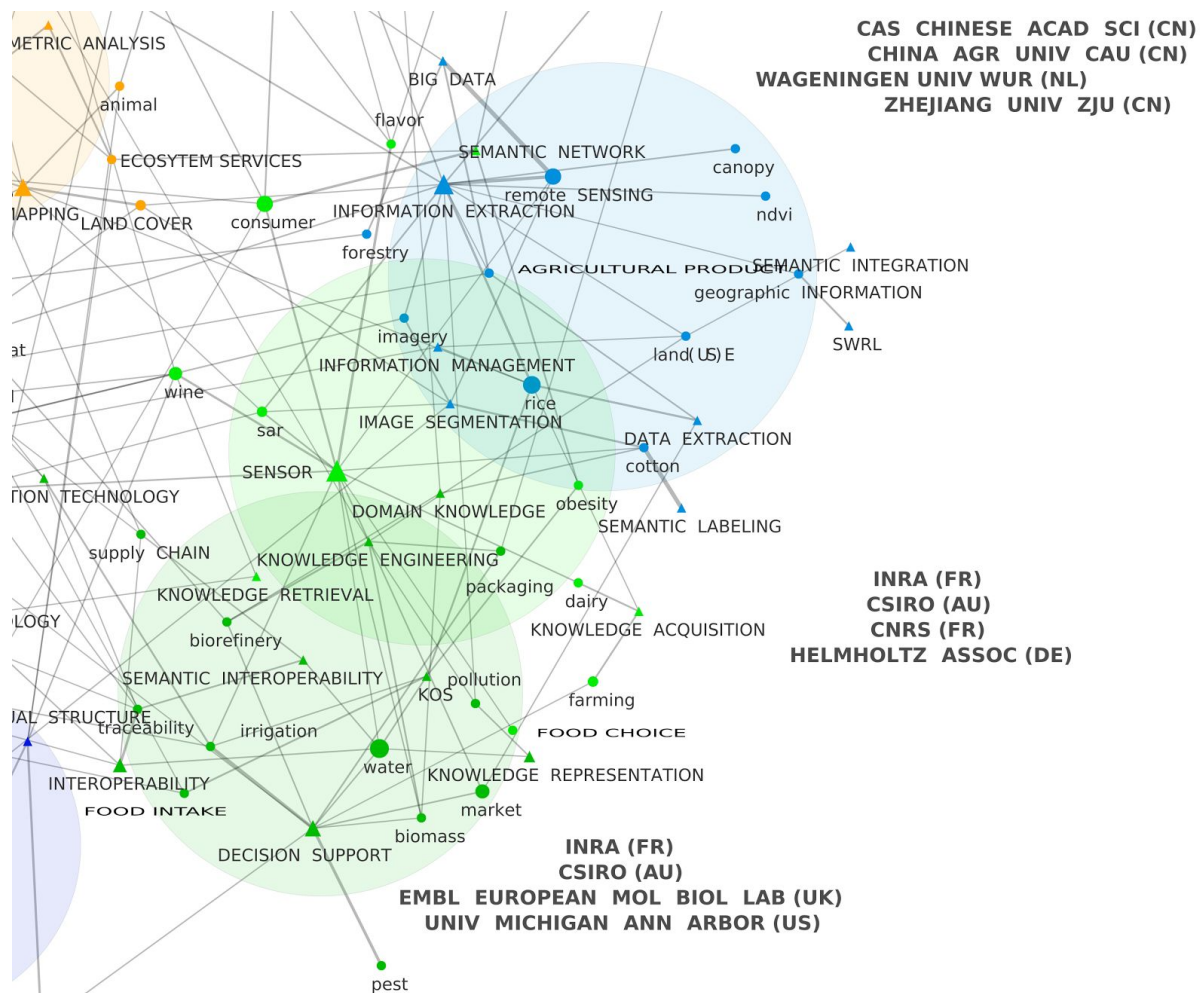 CAS CHINESE ACAD SCI (CN)
METRIC ANALYSIS
CHINA AGR UNIV CAU (CN)
BIG DATA
WAGENINGEN UNIV WUR (NL)
animal
ZHEJIANG UNIV ZJU (CN)
flavor
SEMANTIC NETWORK
ECOSYTEM SERVICES
canopy
remote SENSING
MAPPING
LAND COVER
consumer
INFORMATION EXTRACTION
ndvi
forestry
AGRICULTURAL PRODUCT
SEMANTIC INTEGRATION
geographic INFORMATION
imagery
SWRL
at
land(US)E
INFORMATION MANAGEMENT
wine
rice
IMAGE SEGMENTATION
sar
DATA EXTRACTION
cotton
SENSOR
TION TECHNOLOGY
DOMAIN KNOWLEDGE
obesity
SEMANTIC LABELING
supply CHAIN
KNOWLEDGE ENGINEERING
INRA (FR)
packaging
KNOWLEDGE RETRIEVAL
dairy
CSIRO (AU)
OLOGY
KNOWLEDGE ACQUISITION
CNRS (FR)
biorefinery
HELMHOLTZ ASSOC (DE)
SEMANTIC INTEROPERABILITY
pollution
KOS
farming
UAL STRUCTURE
traceability
irrigation
FOOD CHOICE
water
KNOWLEDGE REPRESENTATION
INTEROPERABILITY
FOOD INTAKE
market
biomass
DECISION SUPPORT
INRA (FR)
CSIRO (AU)
EMBL EUROPEAN MOL BIOL LAB (UK)
UNIV MICHIGAN ANN ARBOR (US)
pest